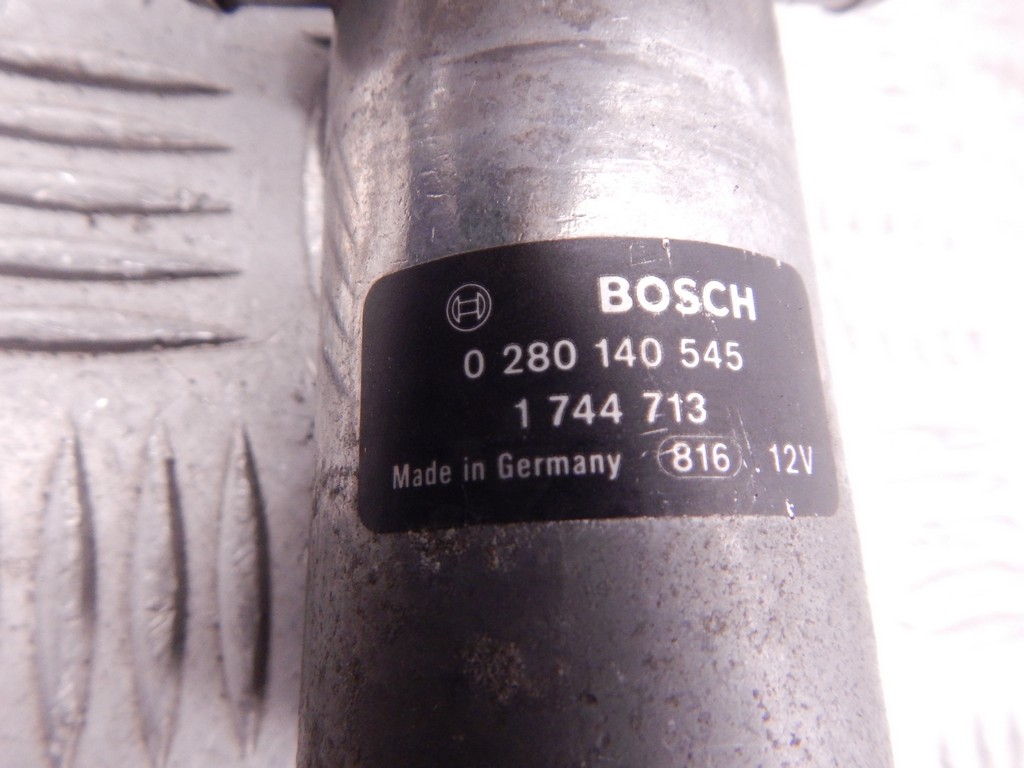 BOSCH
0 280 140 545
1 744 713
Made in Germany 816 12V